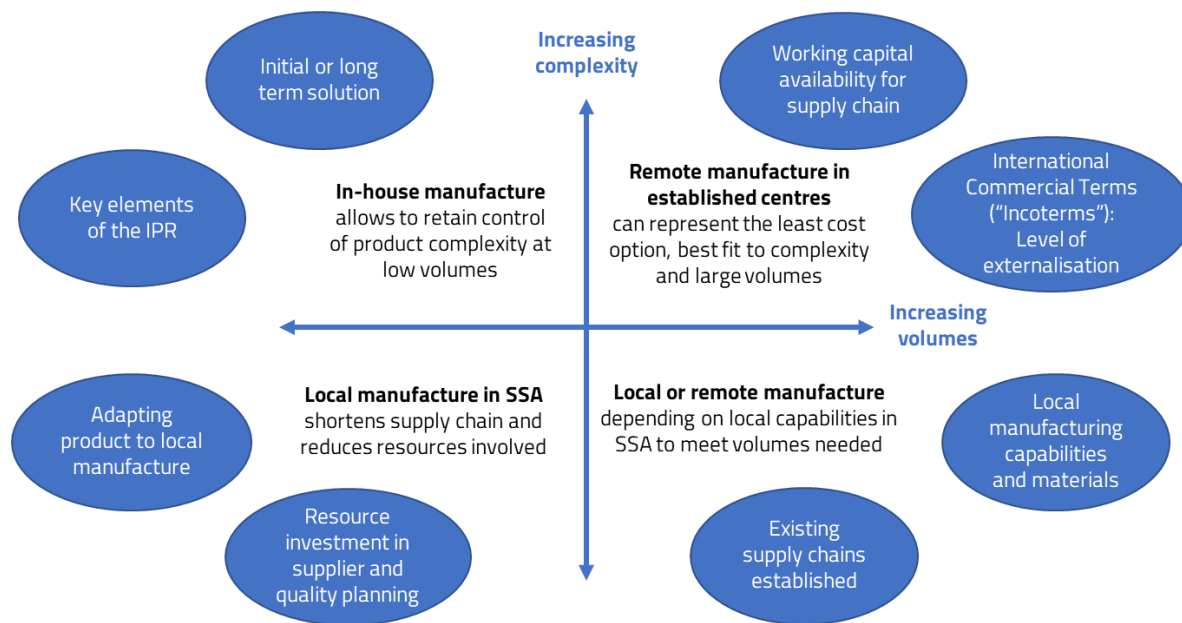 Initial or long
term solution
Increasing
complexity
Working capital
availability for
supply chain
Key elements
of the IPR
In-house manufacture
allows to retain control
of product complexity at
low volumes
Remote manufacture in
established centres
can represent the least cost
option, best fit to complexity
and large volumes
International
Commercial Terms
(“Incoterms”):
Level of
externalisation
Increasing
volumes
Adapting
product to local
manufacture
Local manufacture in SSA
shortens supply chain and
reduces resources involved
Local or remote manufacture
depending on local capabilities in
SSA to meet volumes needed
Local
manufacturing
capabilities
and materials
Resource
investment in
supplier and
quality planning
Existing
supply chains
established